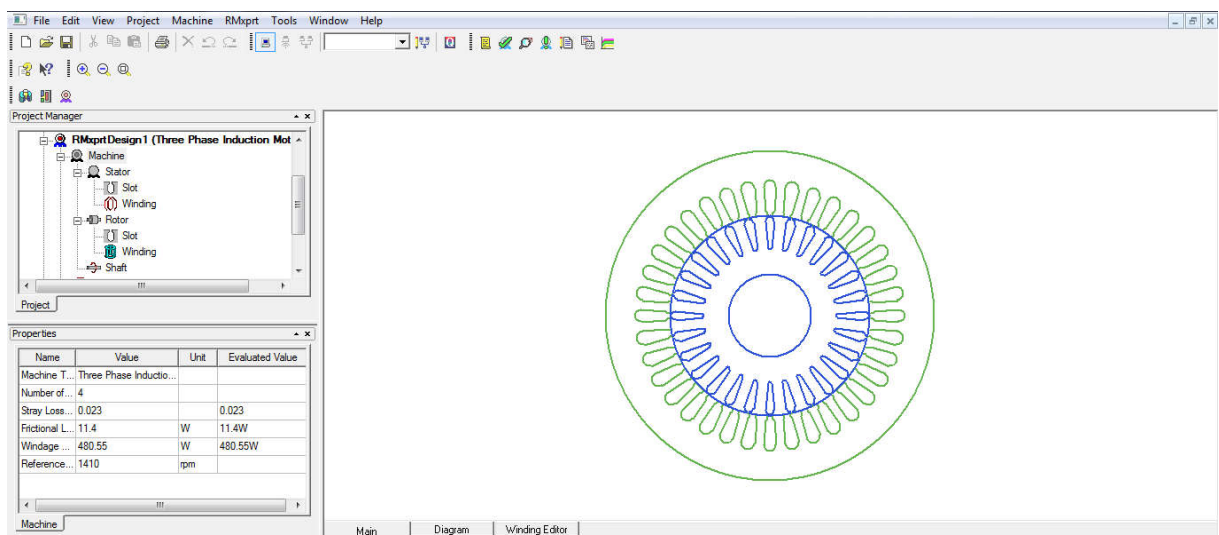 File Edit View Project Machine RMxprt Tools Window Help
Project Manager
RMxprtDesign1 (Three Phase Induction Mot
Machine
Stator
Slot
Winding
Rotor
Slot
Winding
Shaft
Project
Properties
Name Value Unit Evaluated Value
Machine T... Three Phase Inductio...
Number of... 4
Stray Loss... 0.023 0.023
Frictional L... 11.4 W 11.4W
Windage ... 480.55 W 480.55W
Reference... 1410 rpm
Machine
Main Diagram Winding Editor